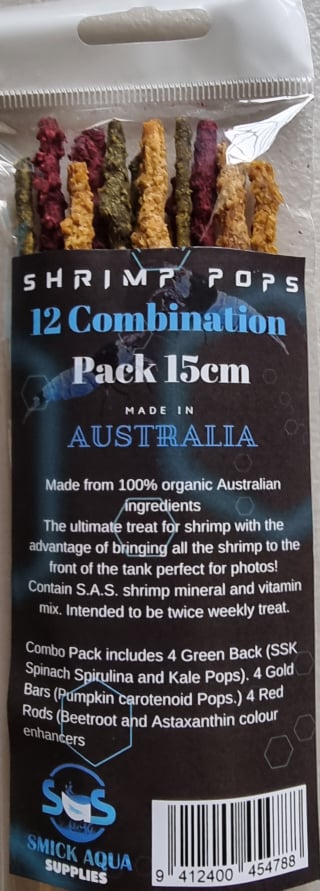 SHRIMP POPS
12 Combination
Pack 15cm
MADE IN
AUSTRALIA
Made from 100% organic Australian
ingredients
The ultimate treat for shrimp with the
advantage of bringing all the shrimp to the
front of the tank perfect for photos!
Contain S.A.S. shrimp mineral and vitamin
mix. Intended to be twice weekly treat.
Combo Pack includes 4 Green Back (SSK
Spinach Spirulina and Kale Pops). 4 Gold
Bars (Pumpkin carotenoid Pops.) 4 Red
Rods (Beetroot and Astaxanthin colour
enhancers
SAS
SMICK AQUA
SUPPLIES
9 412400 454788